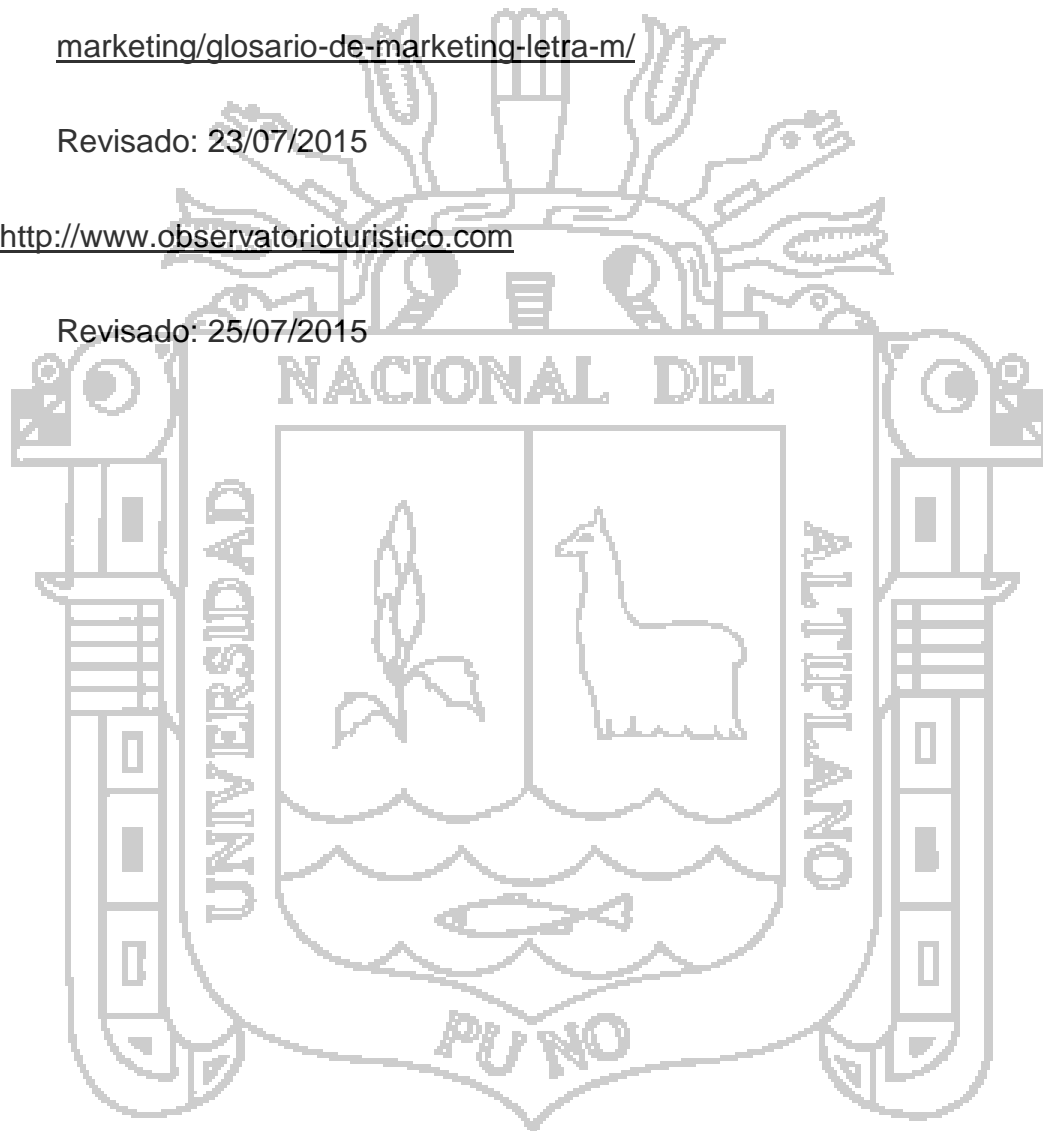 marketing/glosario-de-marketing-letra-m/
Revisado: 23/07/2015
http://www.observatorioturistico.com
Revisado: 25/07/2015
UNIVERSIDAD
NACIONAL DEL
ALTIPLANO
PUNO